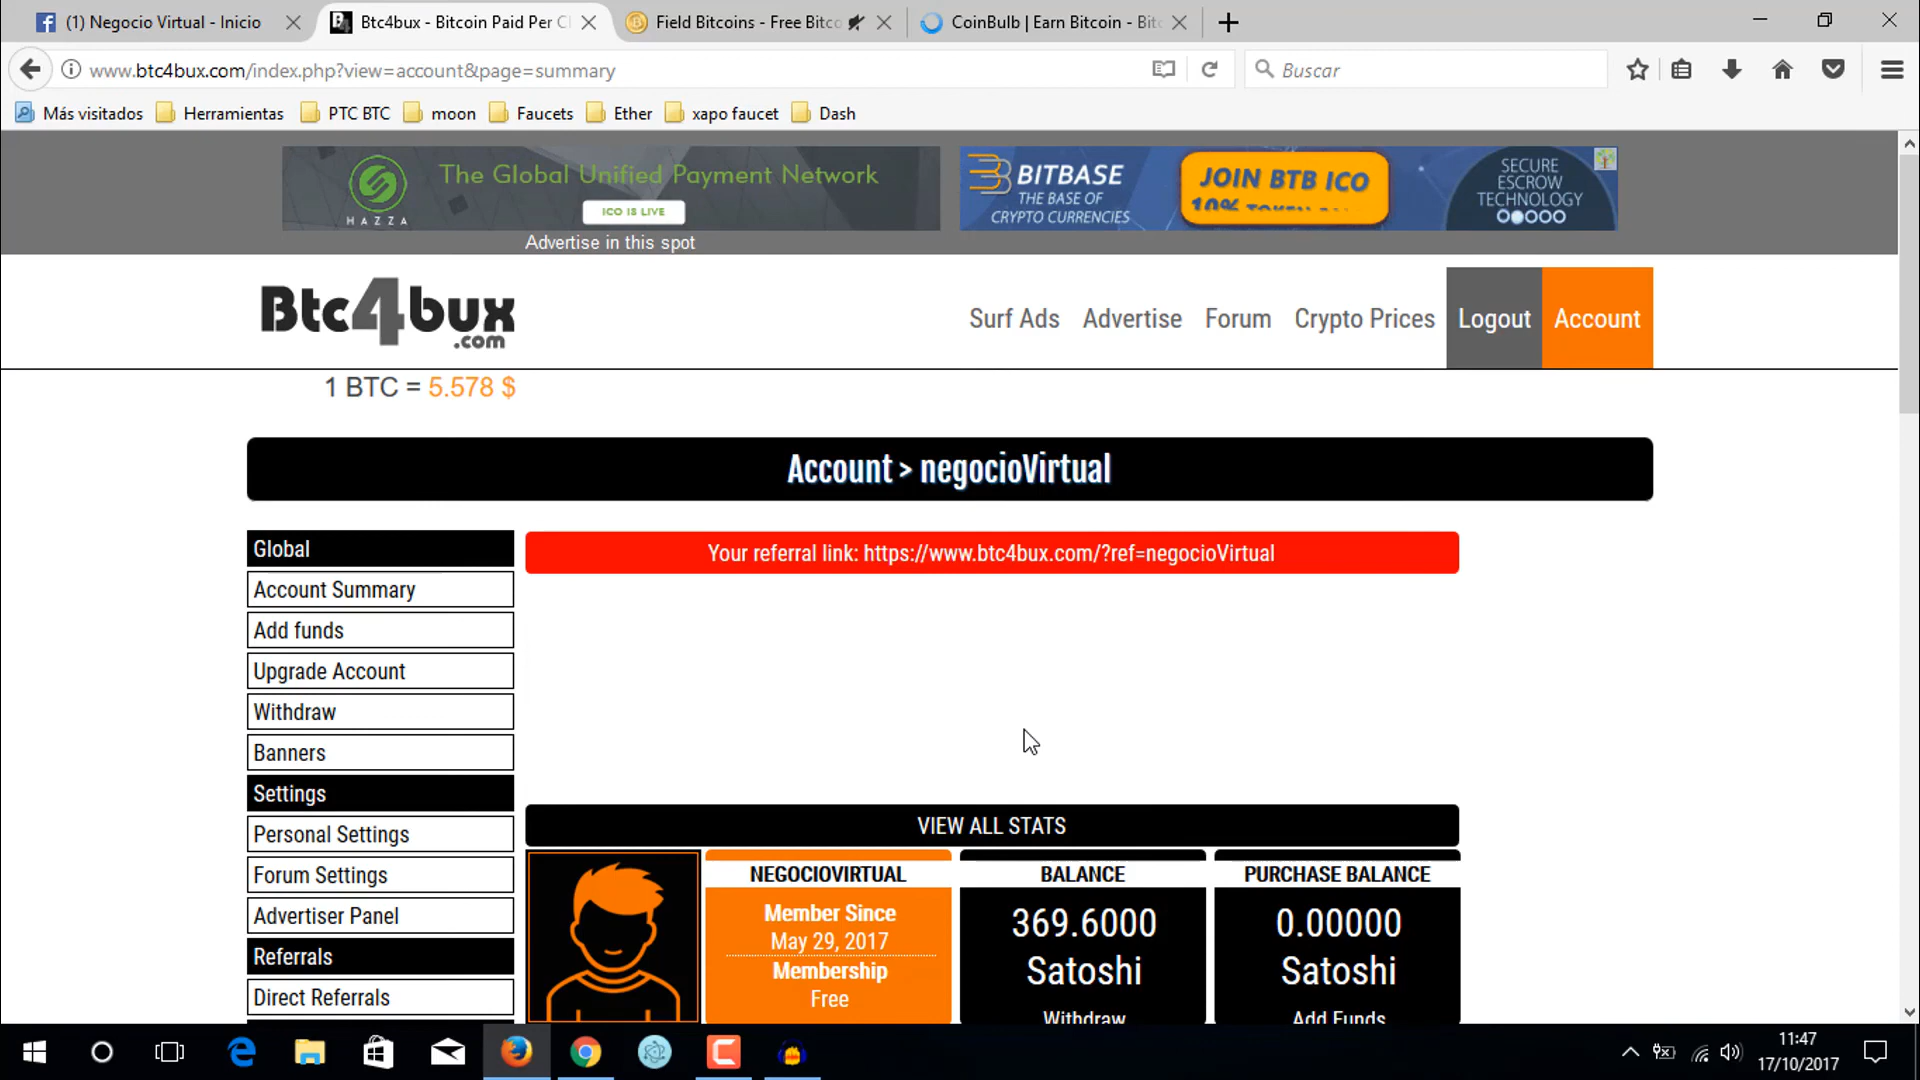 (1) Negocio Virtual - Inicio
Btc4bux - Bitcoin Paid Per C
Field Bitcoins - Free Bitco
CoinBulb | Earn Bitcoin - Bit
www.btc4bux.com/index.php?view=account&page=summary
Buscar
Más visitados
Herramientas
PTC BTC
moon
Faucets
Ether
xapo faucet
Dash
HAZZA
The Global Unified Payment Network
ICO IS LIVE
BITBASE
THE BASE OF
CRYPTO CURRENCIES
JOIN BTB ICO
10%
SECURE
ESCROW
TECHNOLOGY
Advertise in this spot
Btc4bux
.com
Surf Ads
Advertise
Forum
Crypto Prices
Logout
Account
1 BTC = 5.578 $
Account > negocioVirtual
Global
Account Summary
Add funds
Upgrade Account
Withdraw
Banners
Settings
Personal Settings
Forum Settings
Advertiser Panel
Referrals
Direct Referrals
Your referral link: https://www.btc4bux.com/?ref=negocioVirtual
VIEW ALL STATS
NEGOCIOVIRTUAL
Member Since
May 29, 2017
Membership
Free
BALANCE
369.6000
Satoshi
Withdraw
PURCHASE BALANCE
0.00000
Satoshi
Add Funds
11:47
17/10/2017